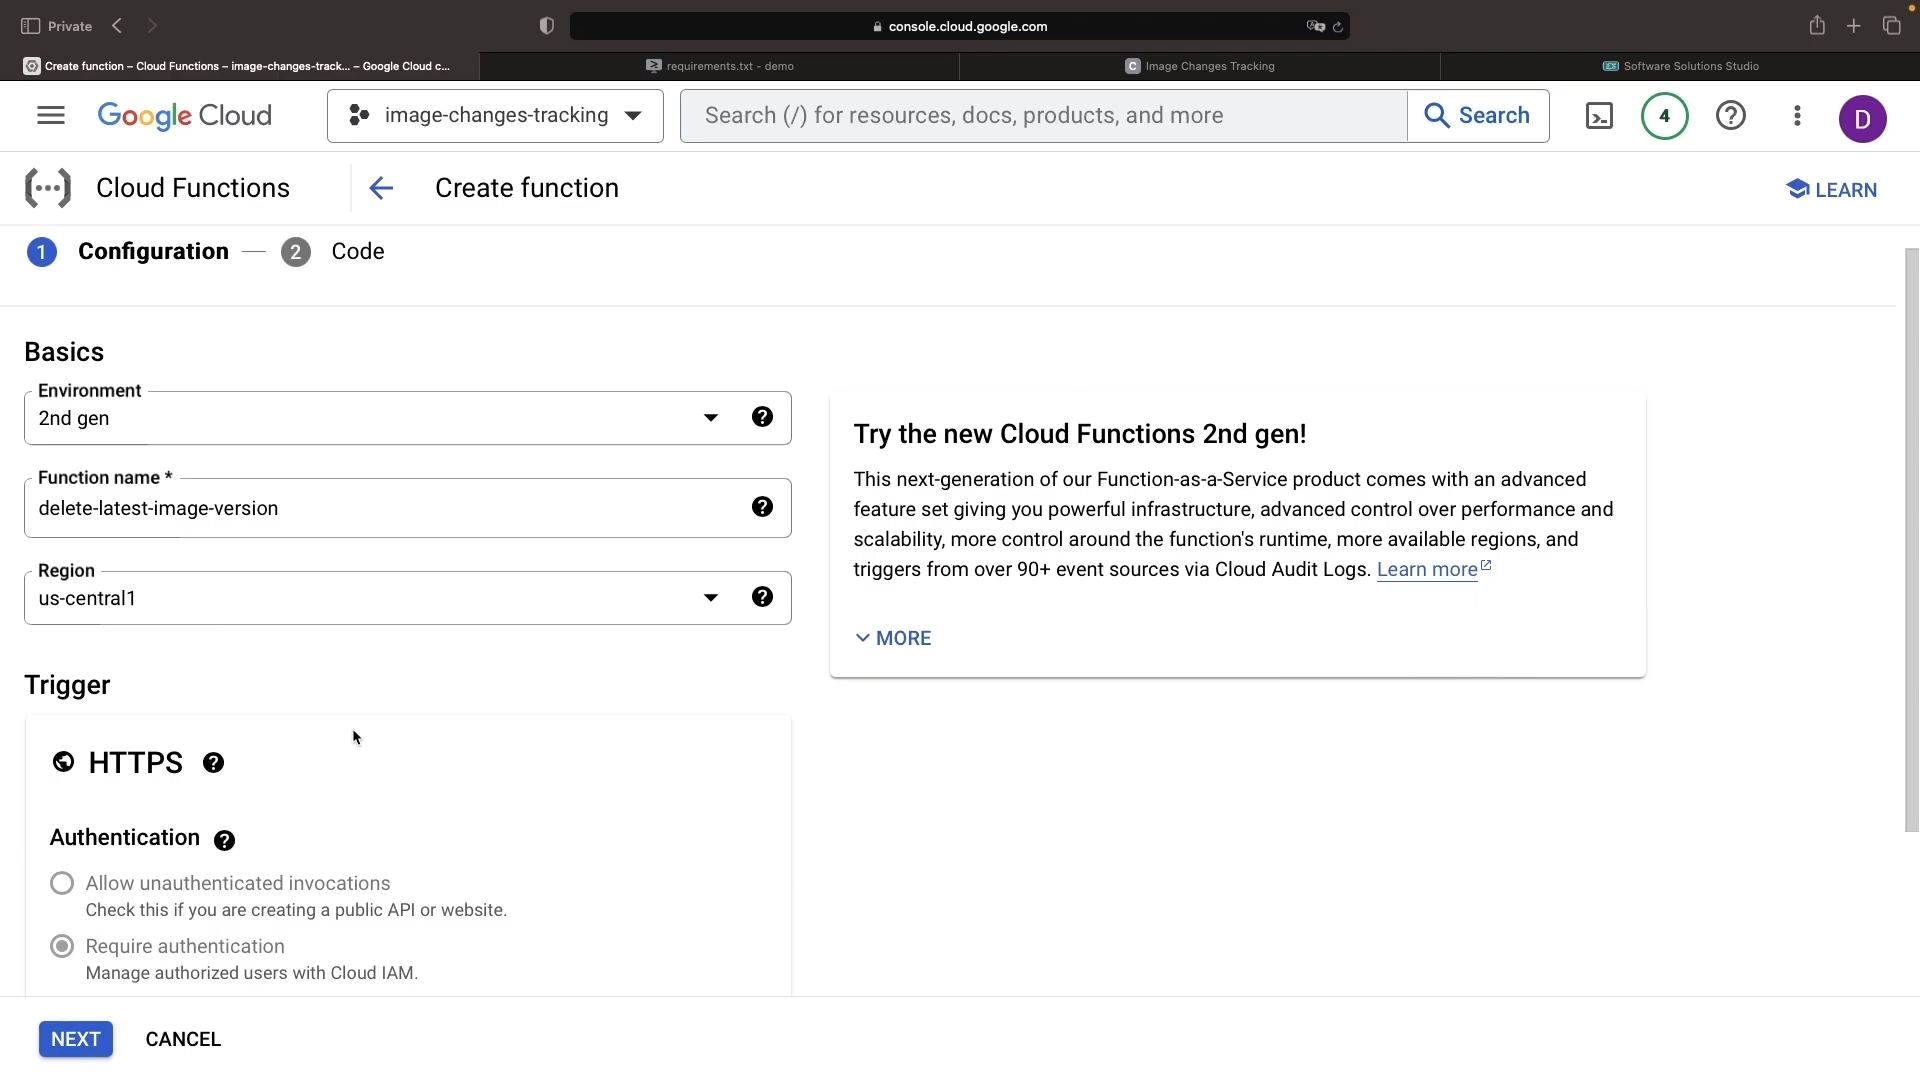 Private
console.cloud.google.com
Create function – Cloud Functions – image-changes-track... – Google Cloud c...
requirements.txt - demo
C Image Changes Tracking
Software Solutions Studio
Google Cloud
image-changes-tracking
Search (/) for resources, docs, products, and more
Search
4
D
Cloud Functions
Create function
LEARN
1 Configuration — 2 Code
Basics
Environment
2nd gen
Function name *
delete-latest-image-version
Region
us-central1
Try the new Cloud Functions 2nd gen!
This next-generation of our Function-as-a-Service product comes with an advanced
feature set giving you powerful infrastructure, advanced control over performance and
scalability, more control around the function's runtime, more available regions, and
triggers from over 90+ event sources via Cloud Audit Logs. Learn more
MORE
Trigger
HTTPS
Authentication
Allow unauthenticated invocations
Check this if you are creating a public API or website.
Require authentication
Manage authorized users with Cloud IAM.
NEXT
CANCEL